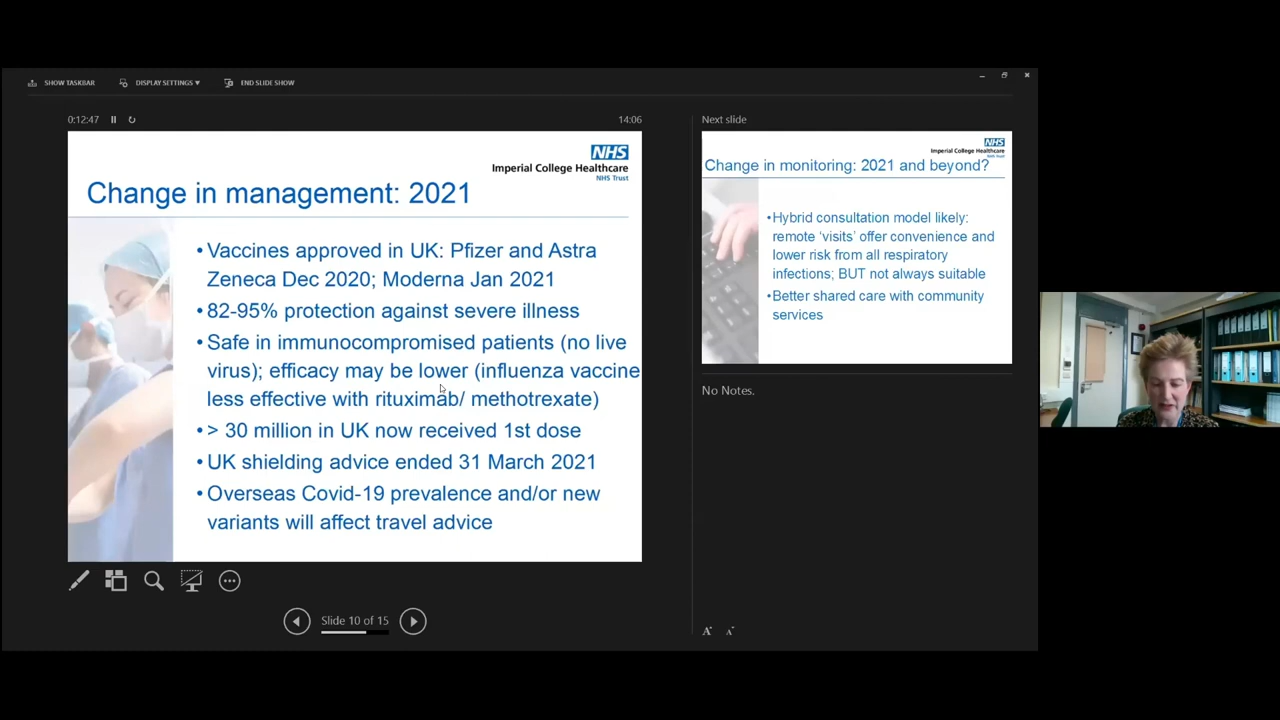 SHOW TASKBAR
DISPLAY SETTINGS ▼
END SLIDE SHOW
0:12:47
14:06
NHS
Imperial College Healthcare
NHS Trust
Change in management: 2021
•Vaccines approved in UK: Pfizer and Astra
Zeneca Dec 2020; Moderna Jan 2021
•82-95% protection against severe illness
•Safe in immunocompromised patients (no live
virus); efficacy may be lower (influenza vaccine
less effective with rituximab/ methotrexate)
•> 30 million in UK now received 1st dose
•UK shielding advice ended 31 March 2021
•Overseas Covid-19 prevalence and/or new
variants will affect travel advice
Slide 10 of 15
Next slide
NHS
Imperial College Healthcare
NHS Trust
Change in monitoring: 2021 and beyond?
•Hybrid consultation model likely:
remote ‘visits’ offer convenience and
lower risk from all respiratory
infections; BUT not always suitable
•Better shared care with community
services
No Notes.
A
A